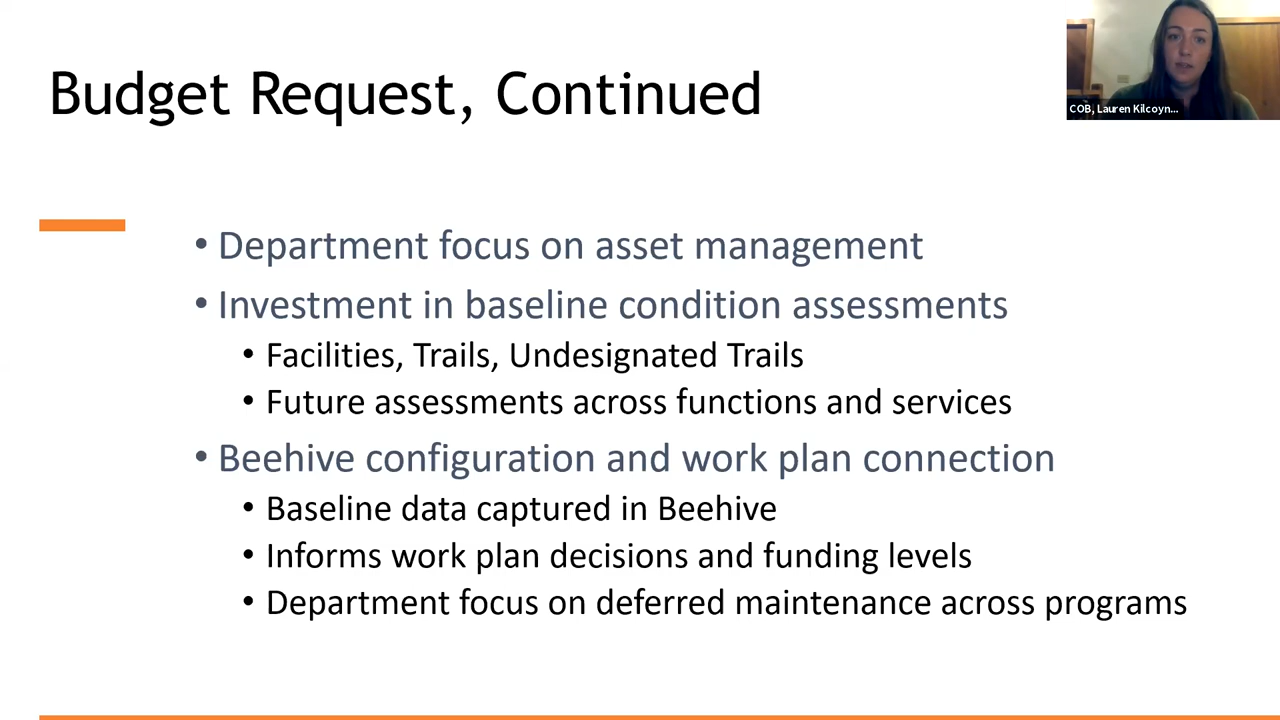 Budget Request, Continued
COB, Lauren Kilcoyn...
• Department focus on asset management
• Investment in baseline condition assessments
• Facilities, Trails, Undesignated Trails
• Future assessments across functions and services
• Beehive configuration and work plan connection
• Baseline data captured in Beehive
• Informs work plan decisions and funding levels
• Department focus on deferred maintenance across programs